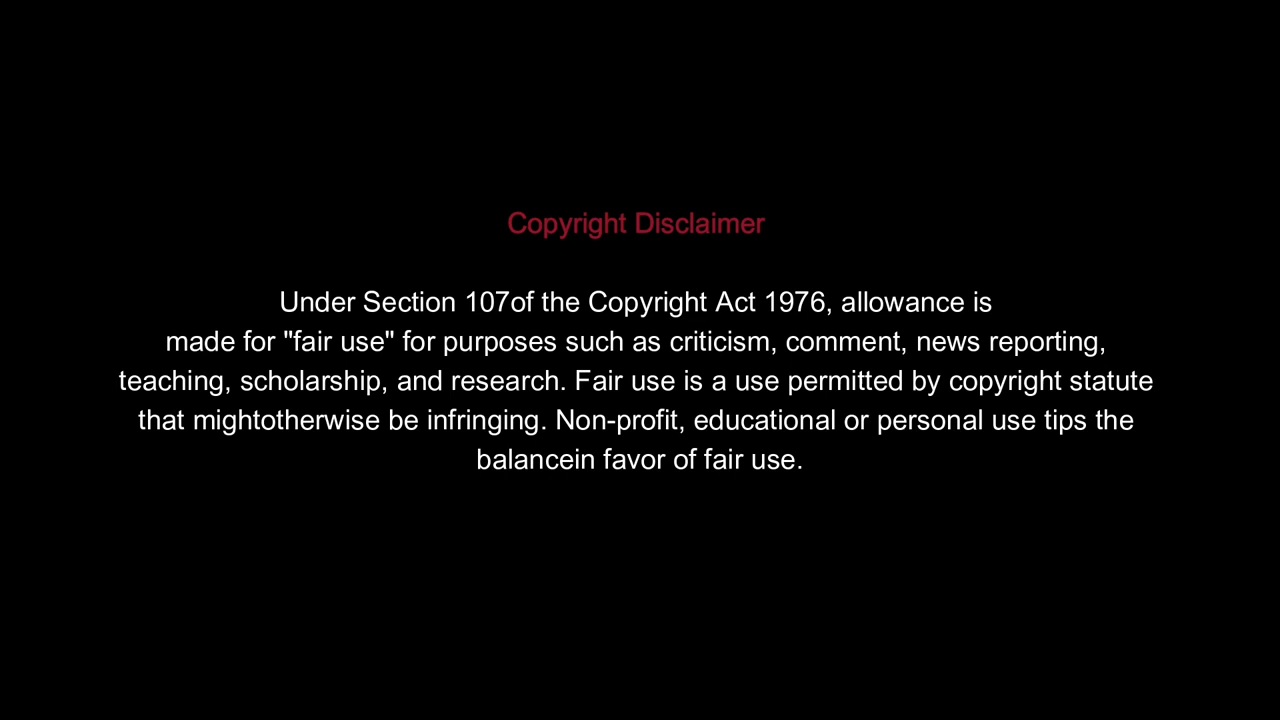 Copyright Disclaimer
Under Section 107of the Copyright Act 1976, allowance is
made for "fair use" for purposes such as criticism, comment, news reporting,
teaching, scholarship, and research. Fair use is a use permitted by copyright statute
that mightotherwise be infringing. Non-profit, educational or personal use tips the
balancein favor of fair use.